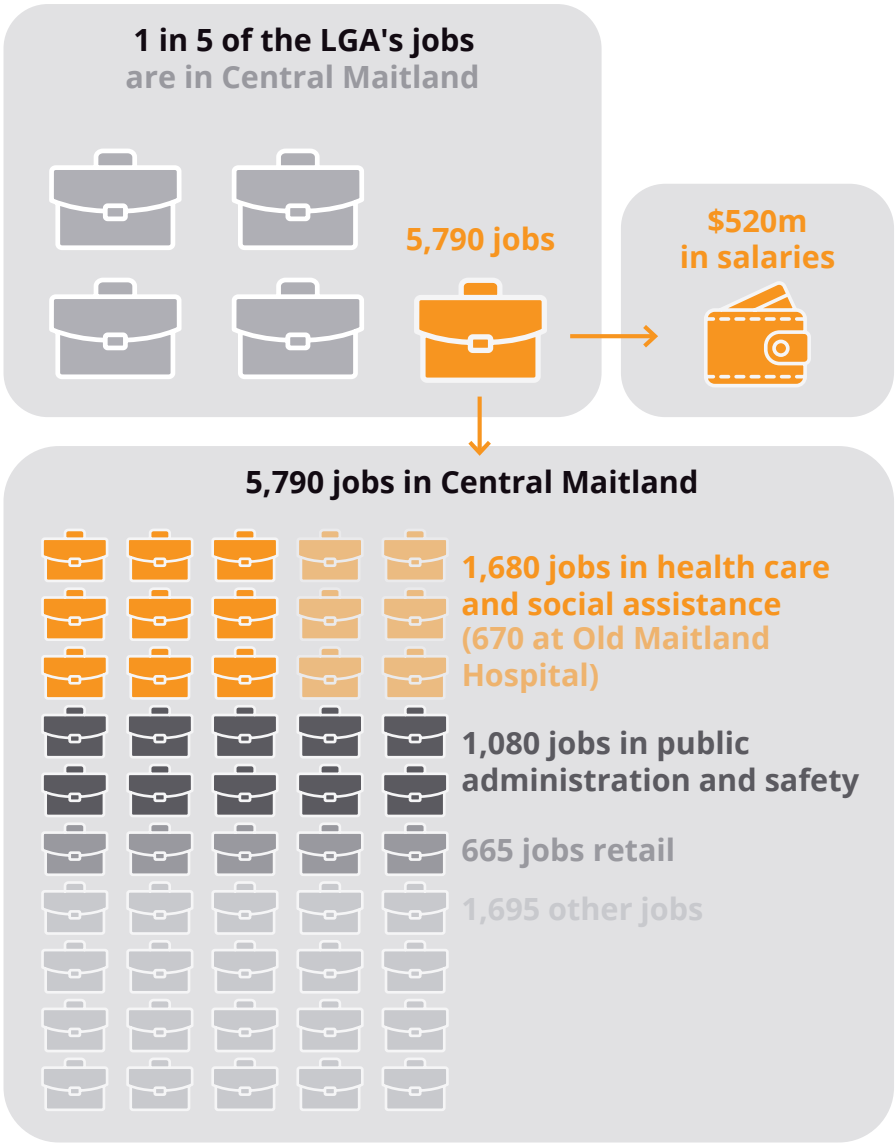 1 in 5 of the LGA's jobs
are in Central Maitland
5,790 jobs
$520m
in salaries
5,790 jobs in Central Maitland
1,680 jobs in health care
and social assistance
(670 at Old Maitland
Hospital)
1,080 jobs in public
administration and safety
665 jobs retail
1,695 other jobs